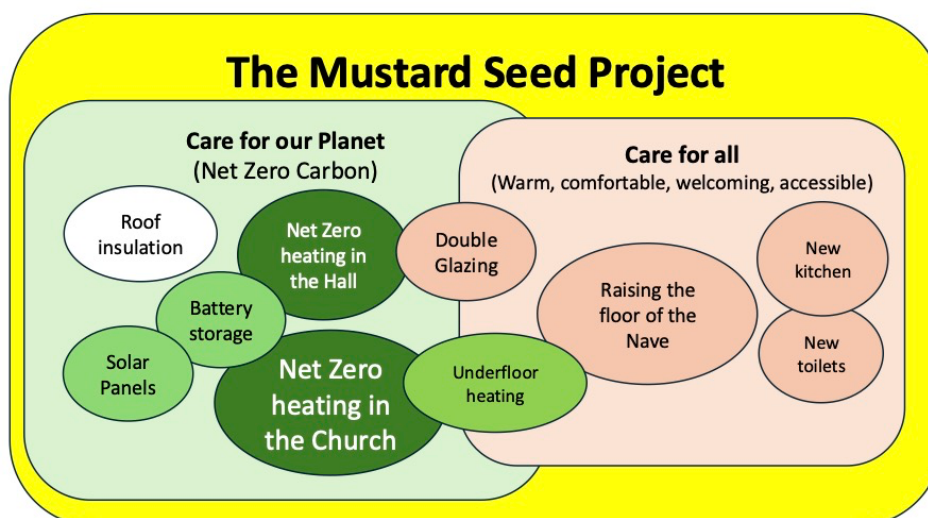 The Mustard Seed Project
Care for our Planet
(Net Zero Carbon)
Care for all
(Warm, comfortable, welcoming, accessible)
Roof
insulation
Net Zero
heating in
the Hall
Double
Glazing
New
kitchen
Battery
storage
Raising the
floor of the
Nave
Solar
Panels
Net Zero
heating in
the Church
Underfloor
heating
New
toilets